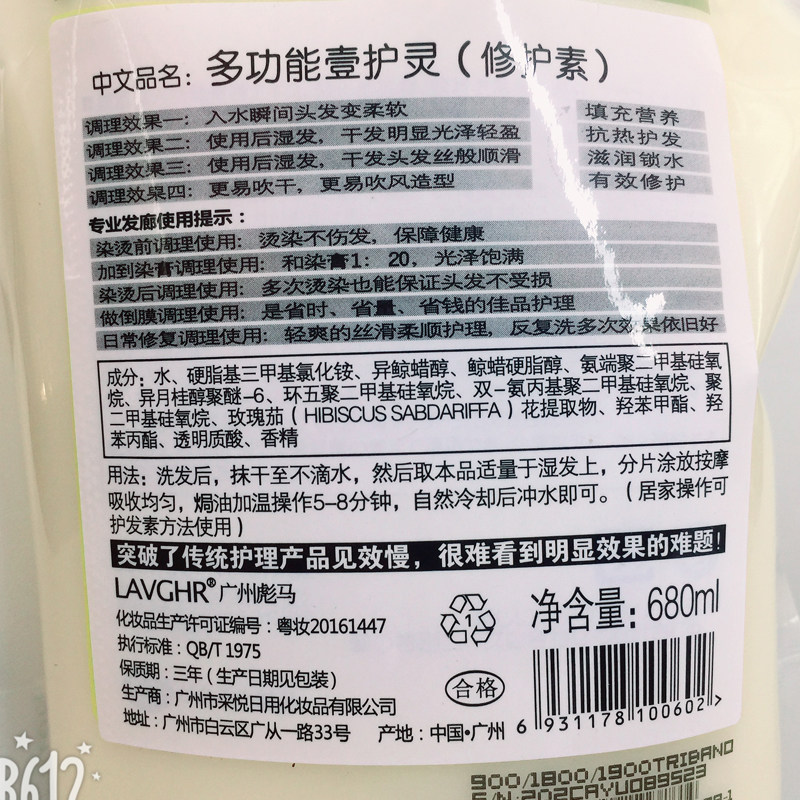 中文品名：多功能壹护灵（修护素）
调理效果一：入水瞬间头发变柔软 填充营养
调理效果二：使用后湿发，干发明显光泽轻盈 抗热护发
调理效果三：使用后湿发，干发头发丝般顺滑 滋润锁水
调理效果四：更易吹干，更易吹风造型 有效修护
专业发廊使用提示：
染烫前调理使用：烫染不伤发，保障健康
加到染膏调理使用：和染膏1：20，光泽饱满
染烫后调理使用：多次烫染也能保证头发不受损
做倒膜调理使用：是省时、省量、省钱的佳品护理
日常修复调理使用：轻爽的丝滑柔顺护理，反复洗多次效果依旧好
成分：水、硬脂基三甲基氯化铵、异鲸蜡醇、鲸蜡硬脂醇、氨端聚二甲基硅氧
烷、异月桂醇聚醚-6、环五聚二甲基硅氧烷、双-氨丙基聚二甲基硅氧烷、聚
二甲基硅氧烷、玫瑰茄（HIBISCUS SABDARIFFA）花提取物、羟苯甲酯、羟
苯丙酯、透明质酸、香精
用法：洗发后，抹干至不滴水，然后取本品适量于湿发上，分片涂放按摩
吸收均匀，焗油加温操作5-8分钟，自然冷却后冲水即可。（居家操作可
护发素方法使用）
突破了传统护理产品见效慢，很难看到明显效果的难题！
LAVGHR®广州彪马
化妆品生产许可证编号：粤妆20161447
执行标准：QB/T 1975
保质期：三年（生产日期见包装）
生产商：广州市采悦日用化妆品有限公司
地址：广州市白云区广从一路33号 产地：中国·广州
1
净含量：680ml
合格
6 931178 100602 >
900/1800/1900TRIBAND
S/N:202CAYU089523
B612